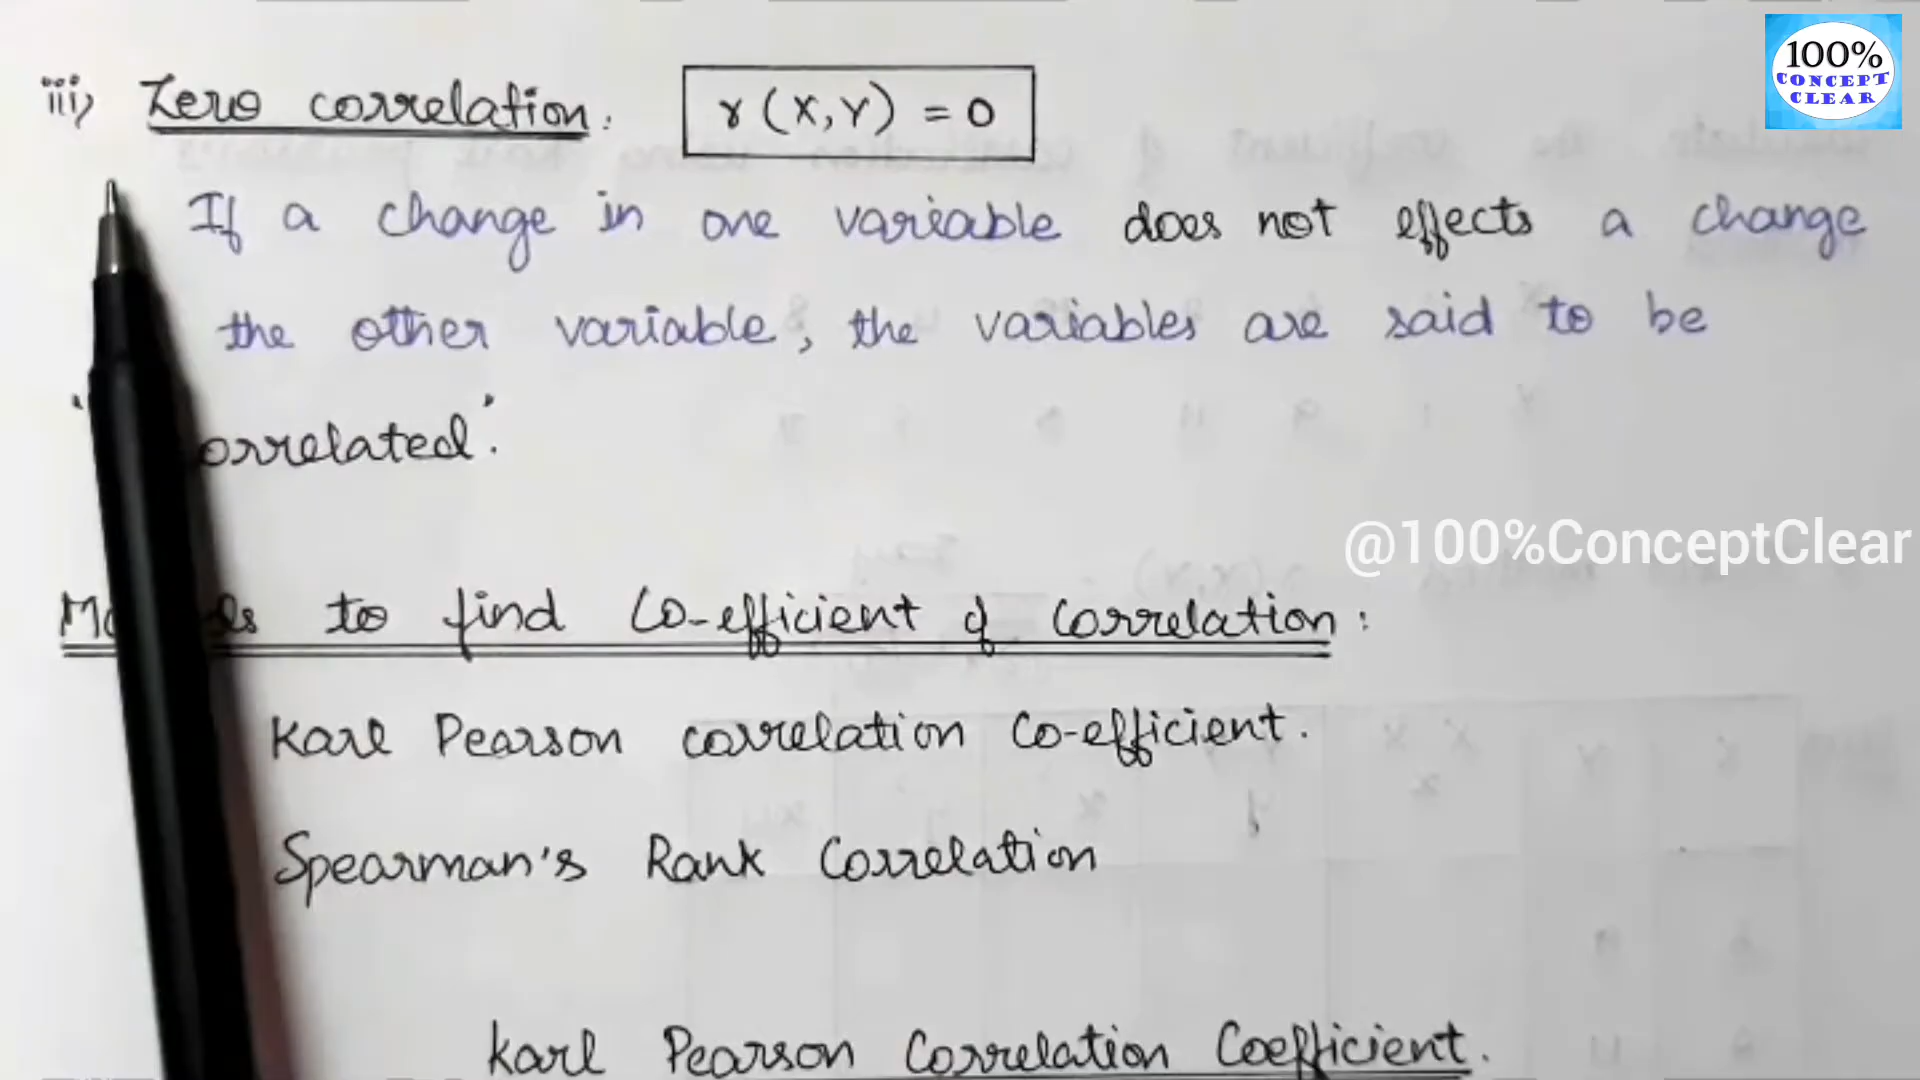 iii) Zero correlation: r(X,Y) = 0
100% CONCEPT CLEAR
If a change in one variable does not effects a change
the other variable, the variables are said to be
orrelated'.
@100%ConceptClear
to find Co-efficient of Correlation:
Karl Pearson correlation Co-efficient.
Spearman's Rank Correlation
Karl Pearson Correlation Coefficient.